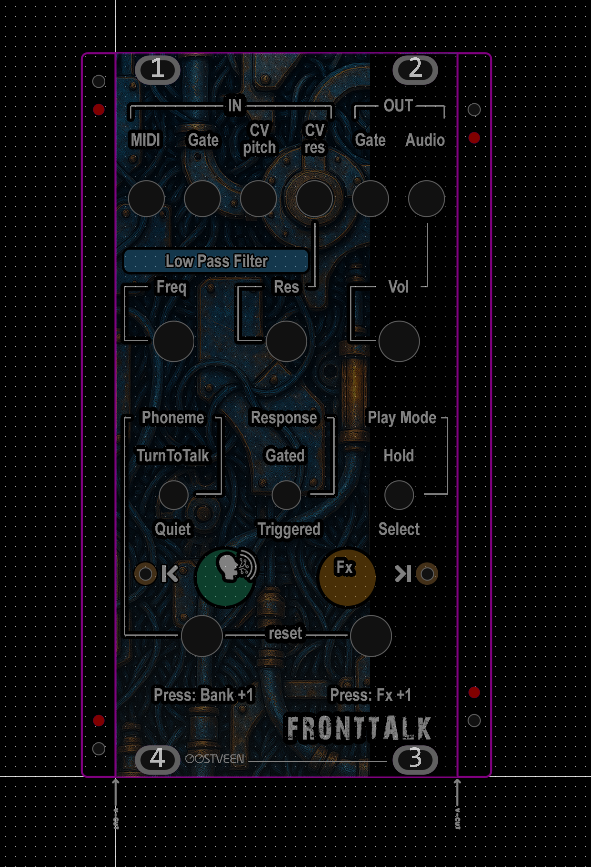 1 2
IN OUT
MIDI Gate CV pitch CV res Gate Audio
Low Pass Filter
Freq Res Vol
Phoneme Response Play Mode
TurnToTalk Gated Hold
Quiet Triggered Select
Fx
reset
Press: Bank +1 Press: Fx +1
FRONTTALK
4 OOSTVEEN 3
V-CUT V-CUT